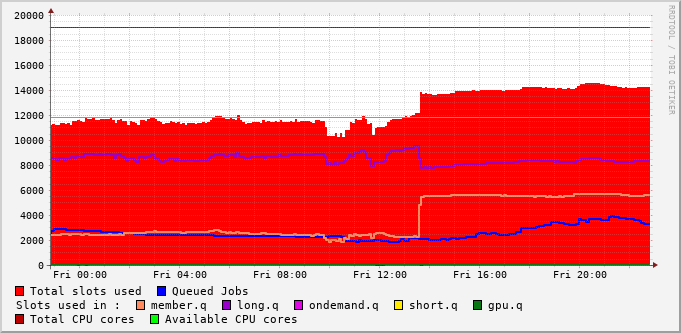 RRDTOOL / TOBI OETIKER
20000
18000
16000
14000
12000
10000
8000
6000
4000
2000
0
Fri 00:00 Fri 04:00 Fri 08:00 Fri 12:00 Fri 16:00 Fri 20:00
Total slots used Queued Jobs
Slots used in : member.q long.q ondemand.q short.q gpu.q
Total CPU cores Available CPU cores